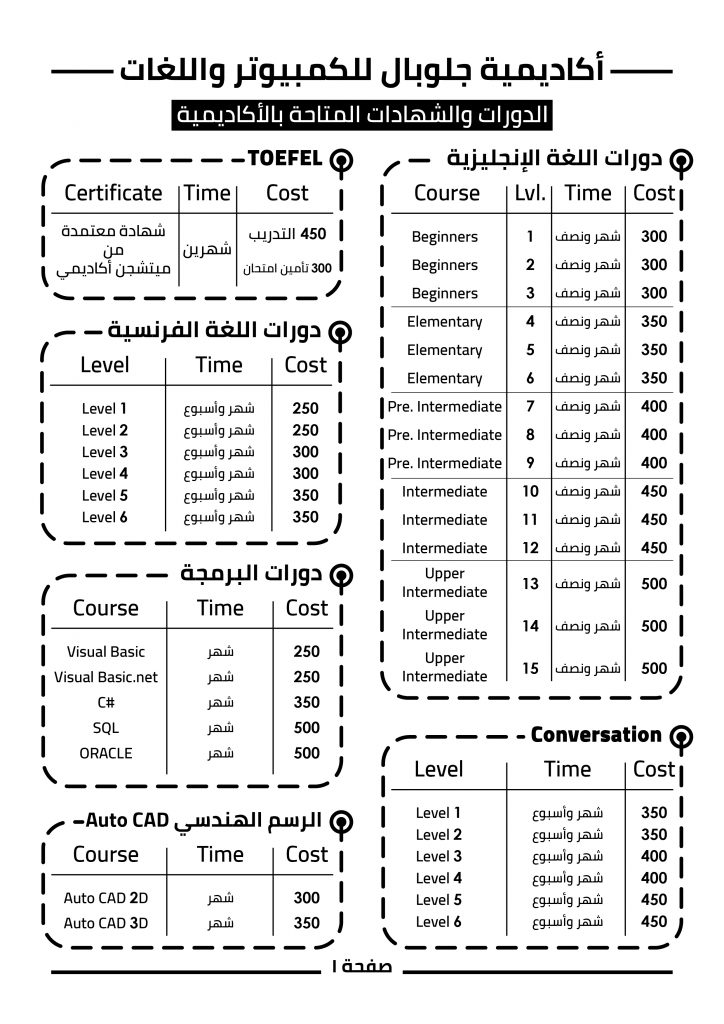 أكاديمية جلوبال للكمبيوتر واللغات
الدورات والشهادات المتاحة بالأكاديمية
دورات اللغة الإنجليزية
Course Lvl. Time Cost
Beginners 1 شهر ونصف 300
Beginners 2 شهر ونصف 300
Beginners 3 شهر ونصف 300
Elementary 4 شهر ونصف 350
Elementary 5 شهر ونصف 350
Elementary 6 شهر ونصف 350
Pre. Intermediate 7 شهر ونصف 400
Pre. Intermediate 8 شهر ونصف 400
Pre. Intermediate 9 شهر ونصف 400
Intermediate 10 شهر ونصف 450
Intermediate 11 شهر ونصف 450
Intermediate 12 شهر ونصف 450
Upper
Intermediate 13 شهر ونصف 500
Upper
Intermediate 14 شهر ونصف 500
Upper
Intermediate 15 شهر ونصف 500
Conversation
Level Time Cost
Level 1 شهر وأسبوع 350
Level 2 شهر وأسبوع 350
Level 3 شهر وأسبوع 400
Level 4 شهر وأسبوع 400
Level 5 شهر وأسبوع 450
Level 6 شهر وأسبوع 450
TOEFEL
Certificate Time Cost
شهادة معتمدة
من
ميتشجن أكاديمي
شهرين
450 التدريب
300 تأمين امتحان
دورات اللغة الفرنسية
Level Time Cost
Level 1 شهر وأسبوع 250
Level 2 شهر وأسبوع 250
Level 3 شهر وأسبوع 300
Level 4 شهر وأسبوع 300
Level 5 شهر وأسبوع 350
Level 6 شهر وأسبوع 350
دورات البرمجة
Course Time Cost
Visual Basic شهر 250
Visual Basic.net شهر 250
C# شهر 350
SQL شهر 500
ORACLE شهر 500
الرسم الهندسي Auto CAD
Course Time Cost
Auto CAD 2D شهر 300
Auto CAD 3D شهر 350
صفحة ١